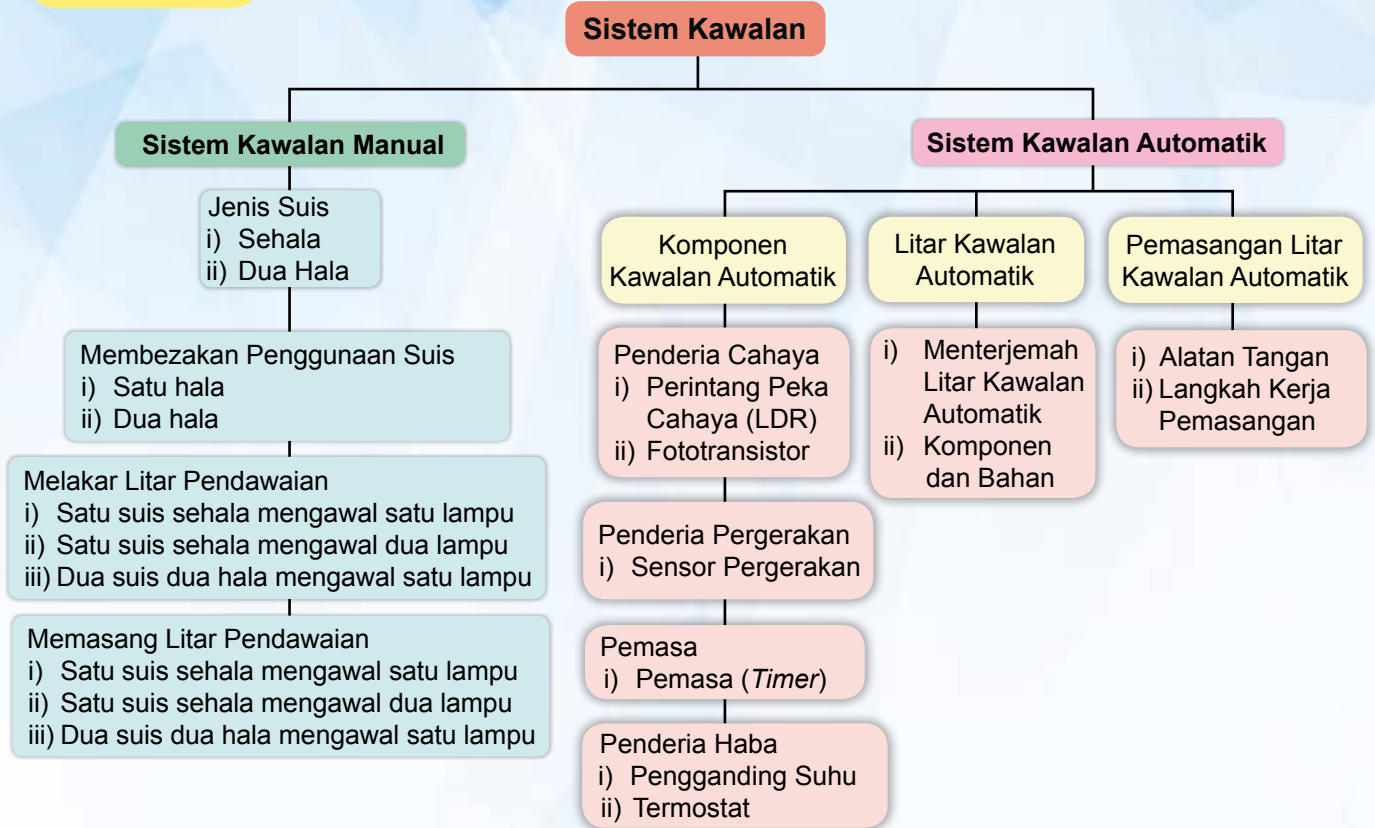 Sistem Kawalan
Sistem Kawalan Manual
Jenis Suis
i) Sehala
ii) Dua Hala
Membezakan Penggunaan Suis
i) Satu hala
ii) Dua hala
Melakar Litar Pendawaian
i) Satu suis sehala mengawal satu lampu
ii) Satu suis sehala mengawal dua lampu
iii) Dua suis dua hala mengawal satu lampu
Memasang Litar Pendawaian
i) Satu suis sehala mengawal satu lampu
ii) Satu suis sehala mengawal dua lampu
iii) Dua suis dua hala mengawal satu lampu
Sistem Kawalan Automatik
Komponen
Kawalan Automatik
Penderia Cahaya
i) Perintang Peka
Cahaya (LDR)
ii) Fototransistor
Penderia Pergerakan
i) Sensor Pergerakan
Pemasa
i) Pemasa (Timer)
Penderia Haba
i) Pengganding Suhu
ii) Termostat
Litar Kawalan
Automatik
i) Menterjemah
Litar Kawalan
Automatik
ii) Komponen
dan Bahan
Pemasangan Litar
Kawalan Automatik
i) Alatan Tangan
ii) Langkah Kerja
Pemasangan